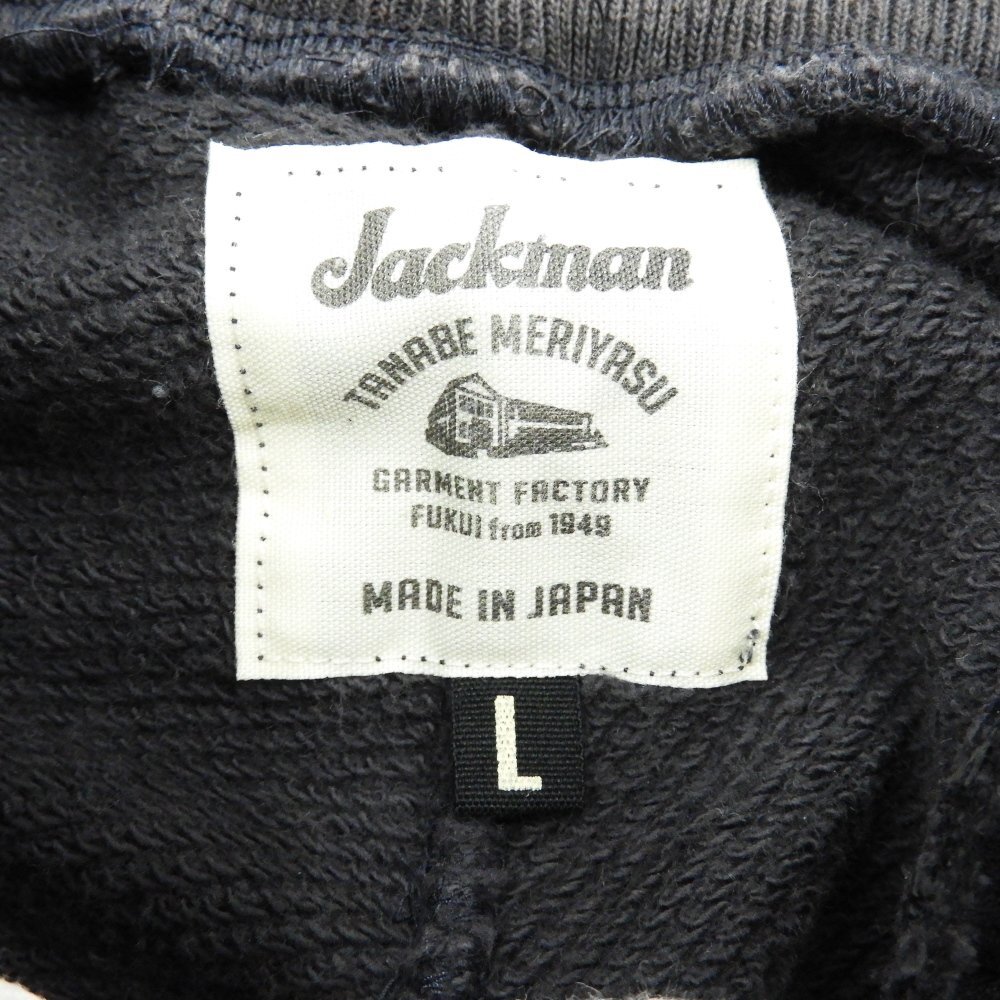 Jackman
TANABE MERIYASU
GARMENT FACTORY
FUKUI from 1949
MADE IN JAPAN
L